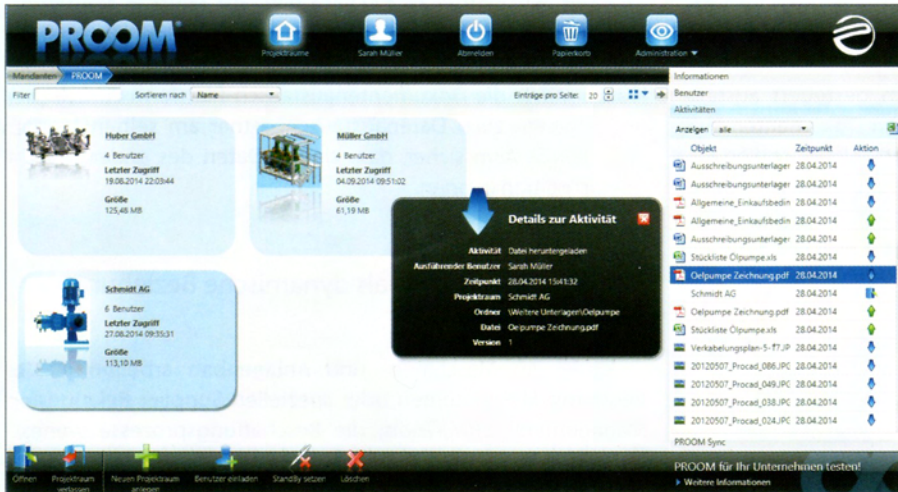 PROOM
Projekträume
Sarah Müller
Abmelden
Papierkorb
Administration
Mandanten PROOM
Filter
Sortieren nach Name
Einträge pro Seite: 20
Huber GmbH
4 Benutzer
Letzter Zugriff
19.08.2014 22:03:44
Größe
125,48 MB
Müller GmbH
4 Benutzer
Letzter Zugriff
04.09.2014 09:51:02
Größe
61,19 MB
Schmidt AG
6 Benutzer
Letzter Zugriff
27.08.2014 09:35:31
Größe
113,10 MB
Details zur Aktivität
Aktivität Datei heruntergeladen
Ausführender Benutzer Sarah Müller
Zeitpunkt 28.04.2014 15:41:32
Projektraum Schmidt AG
Ordner \Weitere Unterlagen\Oelpumpe
Datei Oelpumpe Zeichnung.pdf
Version 1
Informationen
Benutzer
Aktivitäten
Anzeigen alle
Objekt Zeitpunkt Aktion
Ausschreibungsunterlager 28.04.2014
Ausschreibungsunterlager 28.04.2014
Allgemeine_Einkaufsbedin 28.04.2014
Allgemeine_Einkaufsbedin 28.04.2014
Ausschreibungsunterlager 28.04.2014
Stückliste Ölpumpe.xls 28.04.2014
Oelpumpe Zeichnung.pdf 28.04.2014
Schmidt AG 28.04.2014
Oelpumpe Zeichnung.pdf 28.04.2014
Stückliste Ölpumpe.xls 28.04.2014
Verkabelungsplan-5-f7.JP 28.04.2014
20120507_Procad_086.JPC 28.04.2014
20120507_Procad_049.JPC 28.04.2014
20120507_Procad_038.JPC 28.04.2014
20120507_Procad_024.JPC 28.04.2014
PROOM Sync
PROOM für Ihr Unternehmen testen!
Weitere Informationen
Öffnen
Projektraum
verlassen
Neuen Projektraum
anlegen
Benutzer einladen
StandBy setzen
Löschen